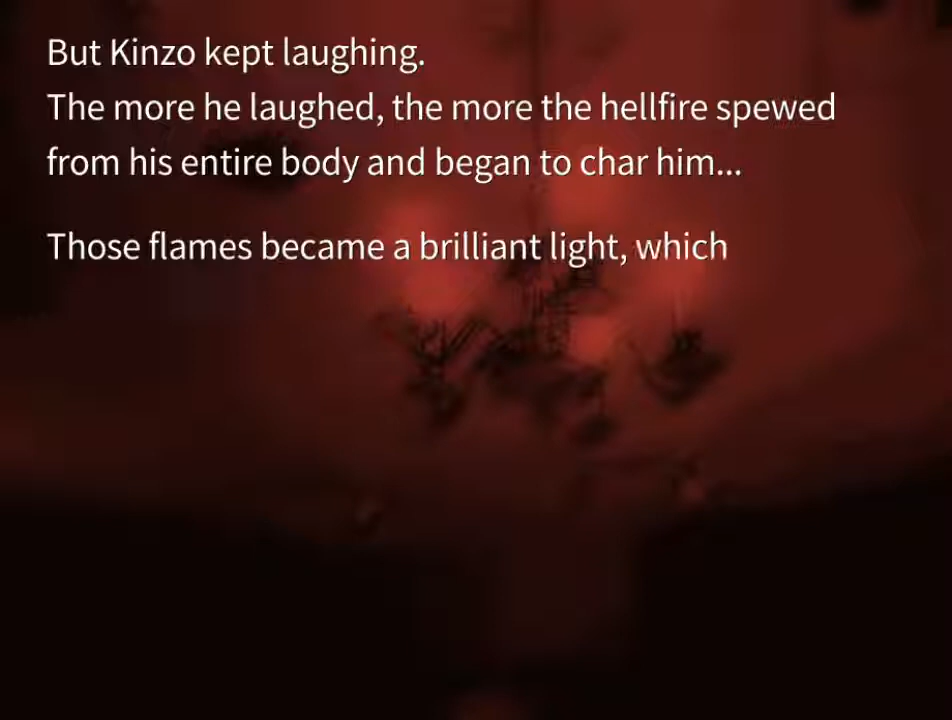 But Kinzo kept laughing.
The more he laughed, the more the hellfire spewed
from his entire body and began to char him...
Those flames became a brilliant light, which